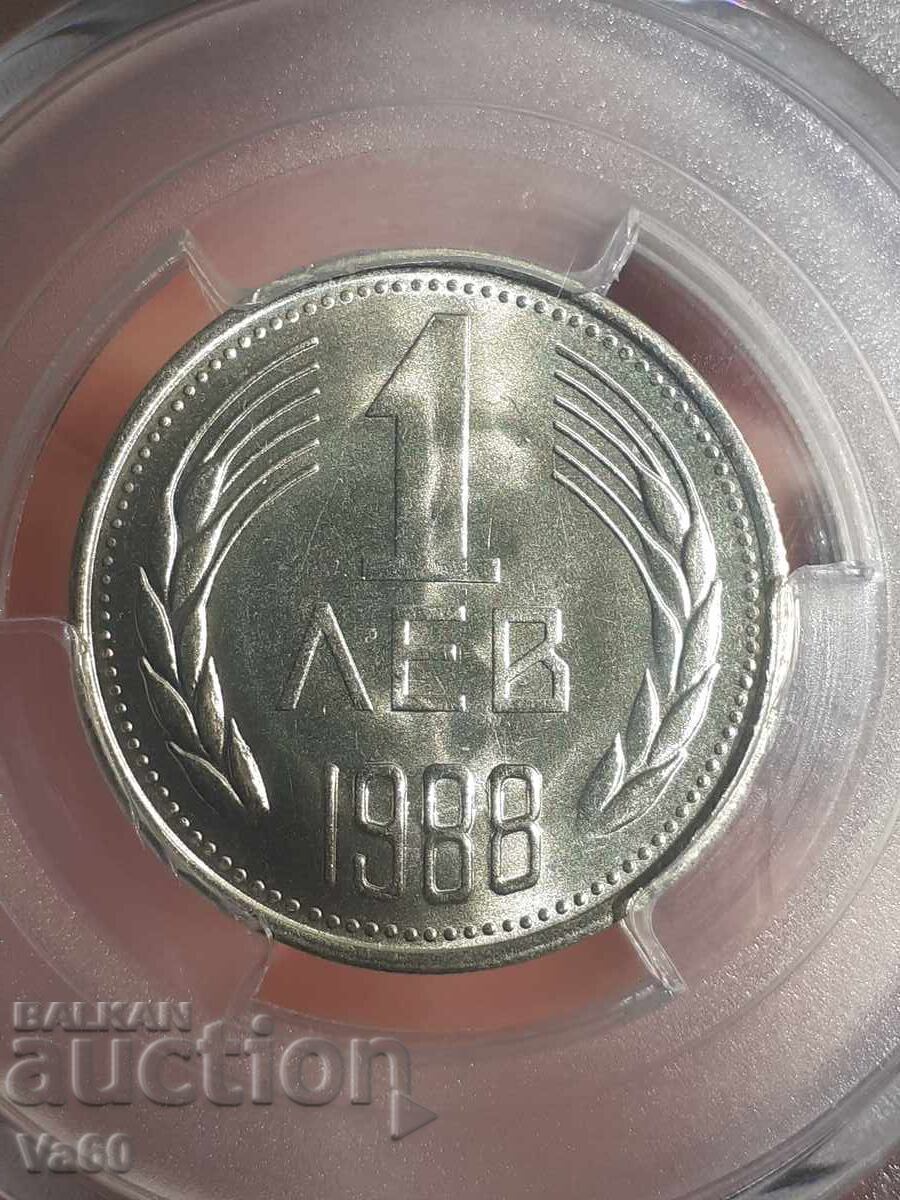 1
ЛЕВ
1988
BALKAN
auction
Va60